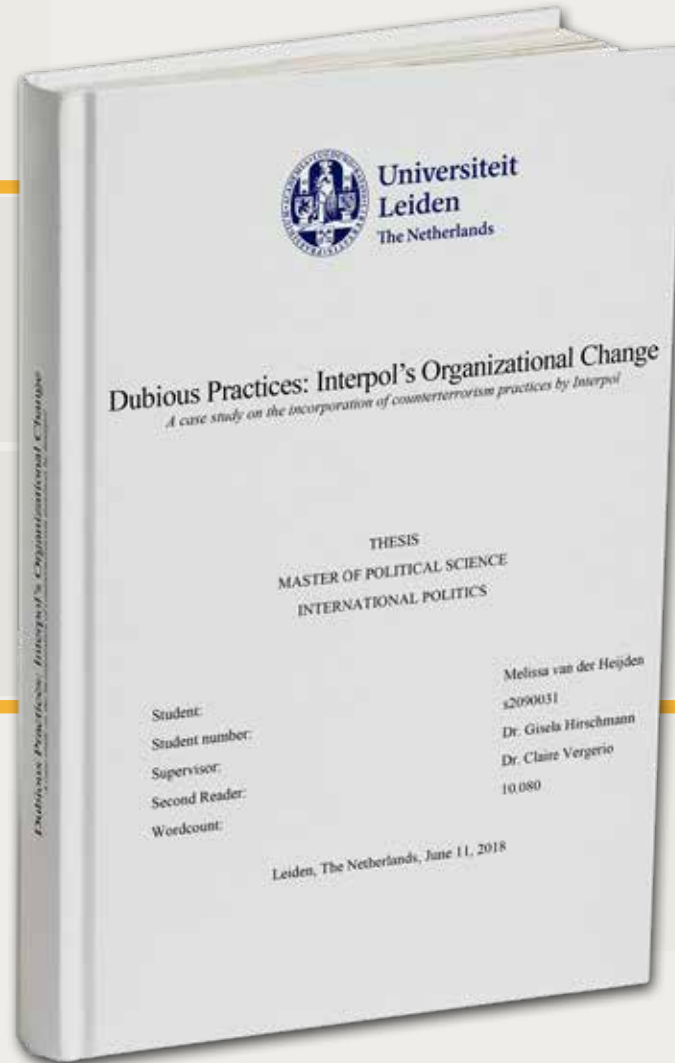 Universiteit
Leiden
The Netherlands
Dubious Practices: Interpol's Organizational Change
A case study on the incorporation of counterterrorism practices by Interpol
THESIS
MASTER OF POLITICAL SCIENCE
INTERNATIONAL POLITICS
Student: Melissa van der Heijden
Student number: s2090031
Supervisor: Dr. Gisela Hirschmann
Second Reader: Dr. Claire Vergerio
Wordcount: 10.080
Leiden, The Netherlands, June 11, 2018
Dubious Practices: Interpol's Organizational Change